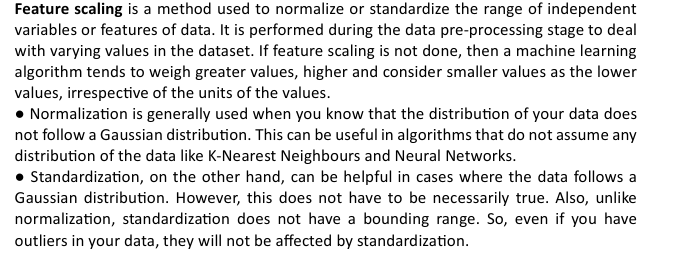 Feature scaling is a method used to normalize or standardize the range of independent
variables or features of data. It is performed during the data pre-processing stage to deal
with varying values in the dataset. If feature scaling is not done, then a machine learning
algorithm tends to weigh greater values, higher and consider smaller values as the lower
values, irrespective of the units of the values.
● Normalization is generally used when you know that the distribution of your data does
not follow a Gaussian distribution. This can be useful in algorithms that do not assume any
distribution of the data like K-Nearest Neighbours and Neural Networks.
● Standardization, on the other hand, can be helpful in cases where the data follows a
Gaussian distribution. However, this does not have to be necessarily true. Also, unlike
normalization, standardization does not have a bounding range. So, even if you have
outliers in your data, they will not be affected by standardization.